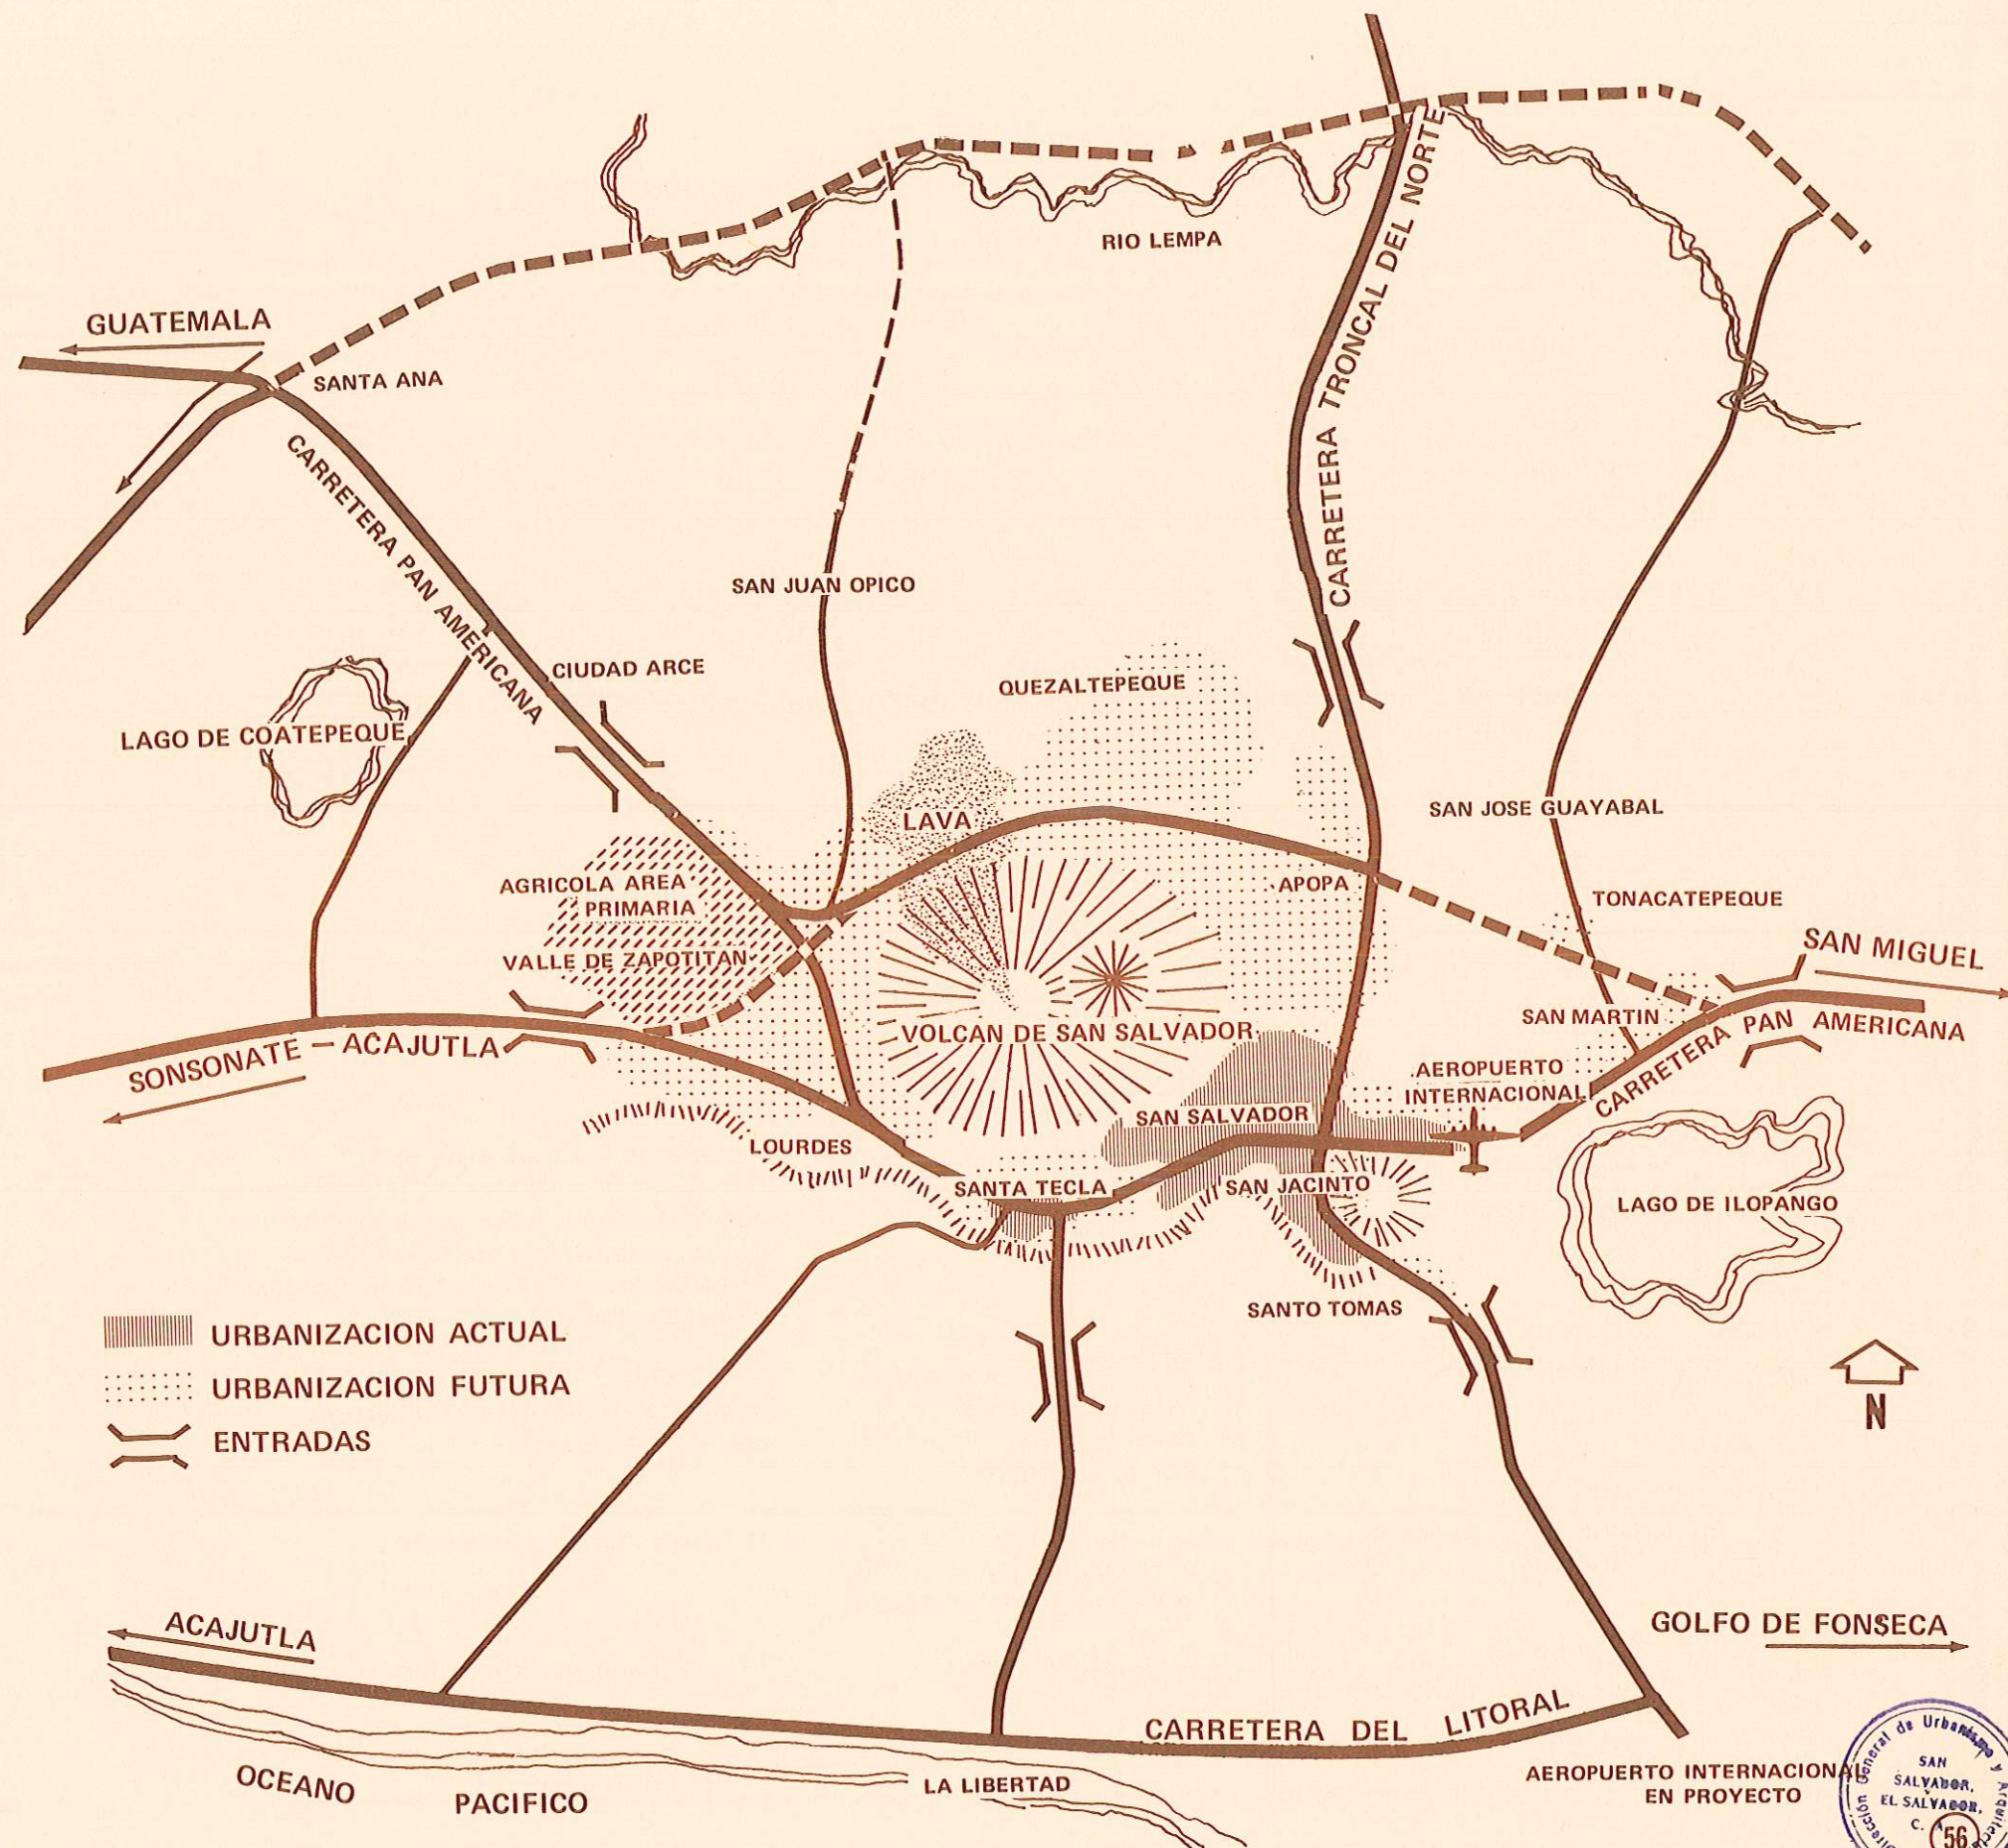 RIO LEMPA
CARRETERA TRONCAL DEL NORTE
GUATEMALA
SANTA ANA
CARRETERA PAN AMERICANA
SAN JUAN OPICO
CIUDAD ARCE
QUEZALTEPEQUE
LAGO DE COATEPEQUE
SAN JOSE GUAYABAL
LAVA
AGRICOLA AREA
PRIMARIA
APOPA
TONACATEPEQUE
VALLE DE ZAPOTITAN
SAN MIGUEL
SAN MARTIN
CARRETERA PAN AMERICANA
VOLCAN DE SAN SALVADOR
SONSONATE – ACAJUTLA
AEROPUERTO
INTERNACIONAL
SAN SALVADOR
LOURDES
SANTA TECLA
SAN JACINTO
LAGO DE ILOPANGO
SANTO TOMAS
URBANIZACION ACTUAL
URBANIZACION FUTURA
ENTRADAS
N
ACAJUTLA
GOLFO DE FONSECA
CARRETERA DEL LITORAL
OCEANO PACIFICO
LA LIBERTAD
AEROPUERTO INTERNACIONAL
EN PROYECTO
Dirección General de Urbanismo y
SAN
SALVADOR,
EL SALVADOR,
C. A.
56